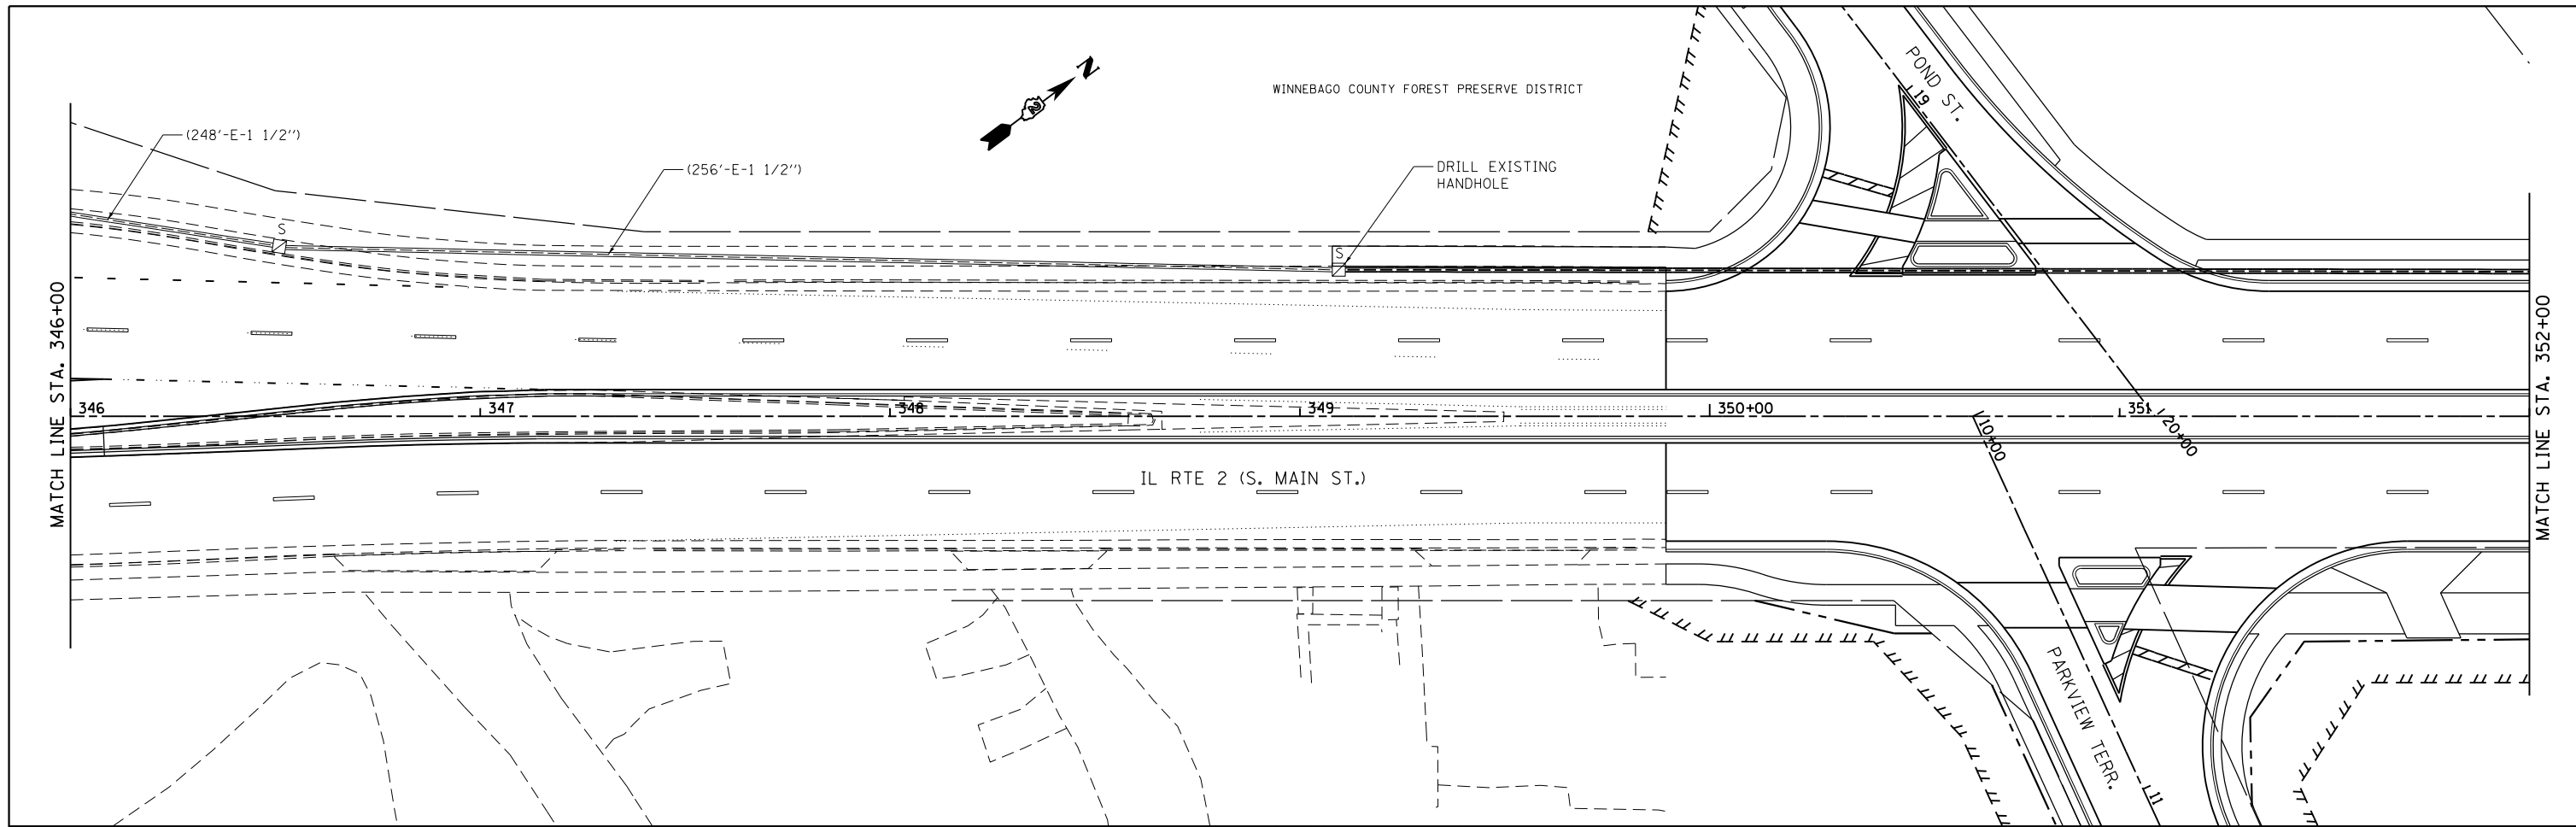 N
2
WINNEBAGO COUNTY FOREST PRESERVE DISTRICT
POND ST.
19
(248'-E-1 1/2")
(256'-E-1 1/2")
DRILL EXISTING
HANDHOLE
S
S
MATCH LINE STA. 346+00
MATCH LINE STA. 352+00
346
347
348
349
350+00
351
10+00
20+00
IL RTE 2 (S. MAIN ST.)
PARKVIEW TERR.
11